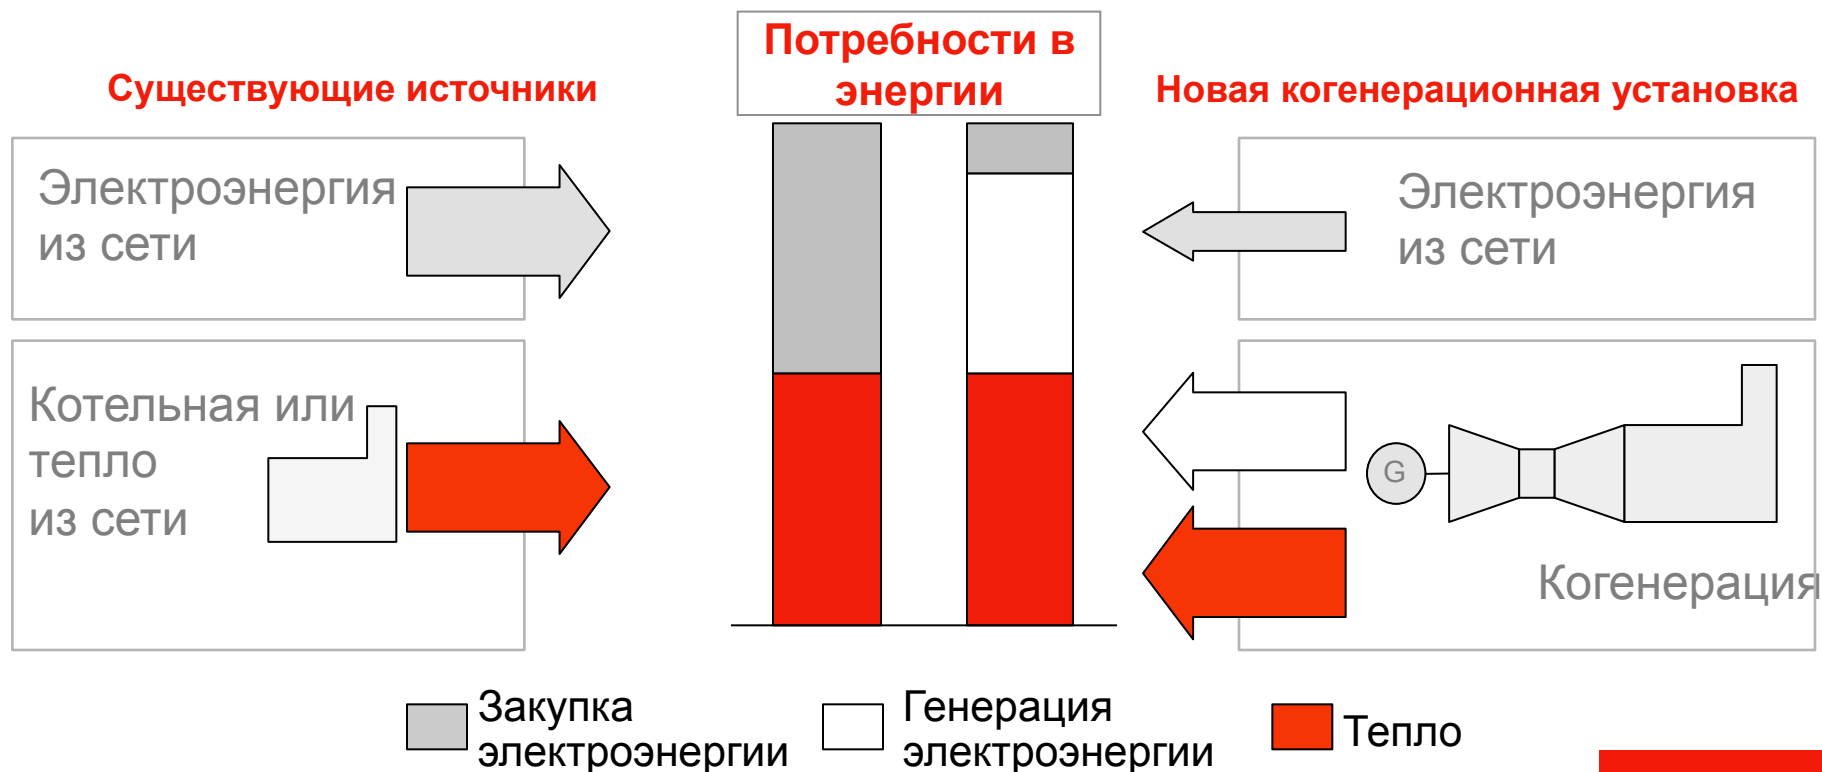 Потребности в
энергии
Существующие источники
Новая когенерационная установка
Электроэнергия
из сети
Электроэнергия
из сети
Котельная или
тепло
из сети
G
Когенерация
Закупка
электроэнергии
Генерация
электроэнергии
Тепло